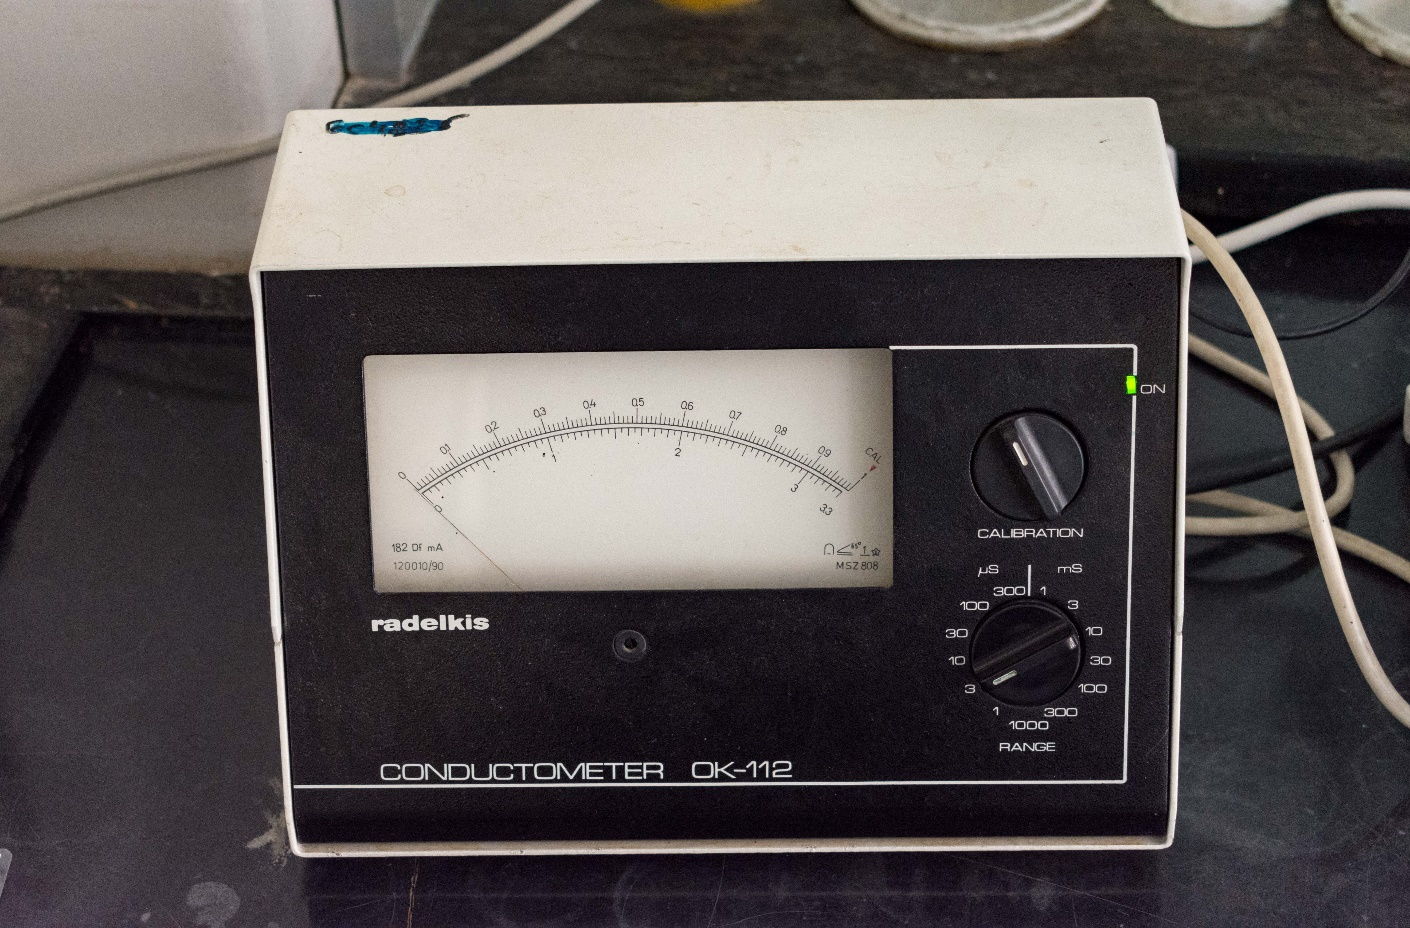 0 0.1 0.2 0.3 0.4 0.5 0.6 0.7 0.8 0.9 CAL
0 1 2 3 3.3
182 Df mA
120010/90
MSZ 808
ON
CALIBRATION
µS mS
300 1
100 3
30 10
10 30
3 100
1 300
1000
RANGE
radelkis
CONDUCTOMETER OK-112